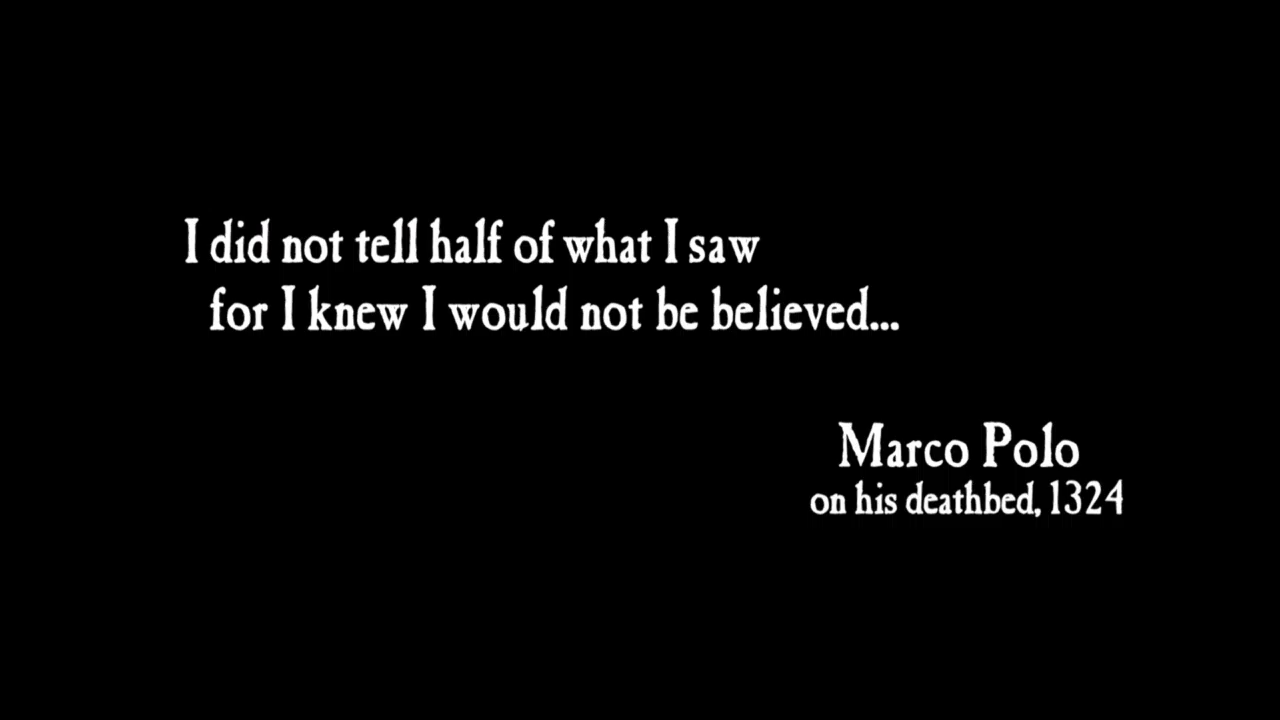 I did not tell half of what I saw
for I knew I would not be believed...
Marco Polo
on his deathbed, 1324